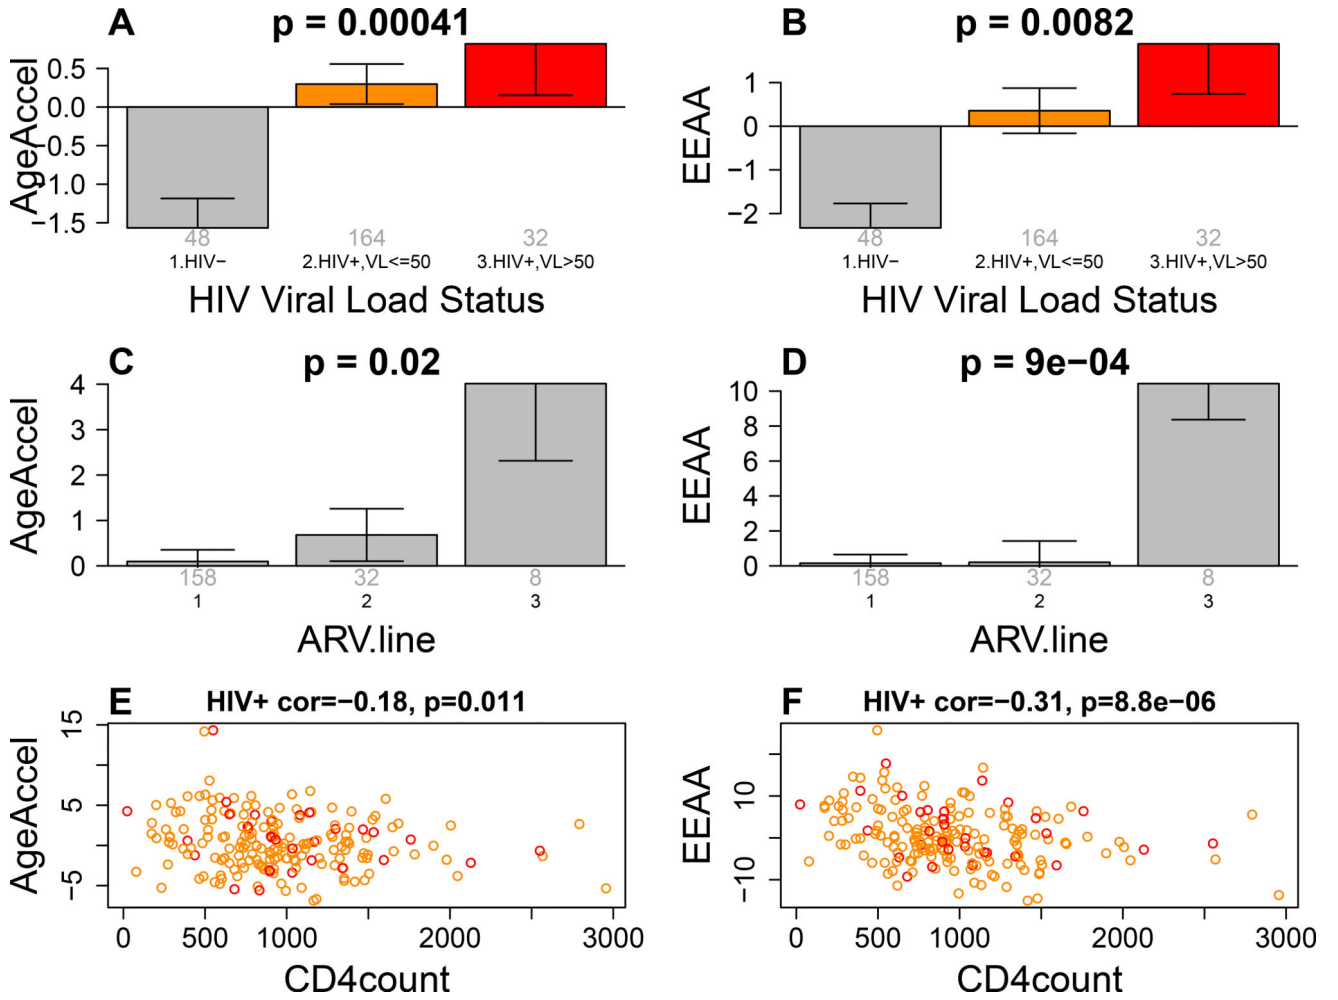 A
p = 0.00041
AgeAccel
0.5
0.0
−0.5
−1.0
−1.5
48
164
32
1.HIV−
2.HIV+,VL<=50
3.HIV+,VL>50
HIV Viral Load Status
B
p = 0.0082
EEAA
1
0
−1
−2
48
164
32
1.HIV−
2.HIV+,VL<=50
3.HIV+,VL>50
HIV Viral Load Status
C
p = 0.02
AgeAccel
4
3
2
1
0
158
32
8
1
2
3
ARV.line
D
p = 9e−04
EEAA
10
8
6
4
2
0
158
32
8
1
2
3
ARV.line
E
HIV+ cor=−0.18, p=0.011
AgeAccel
15
5
−5
0
500
1000
2000
3000
CD4count
F
HIV+ cor=−0.31, p=8.8e−06
EEAA
10
−10
0
500
1000
2000
3000
CD4count